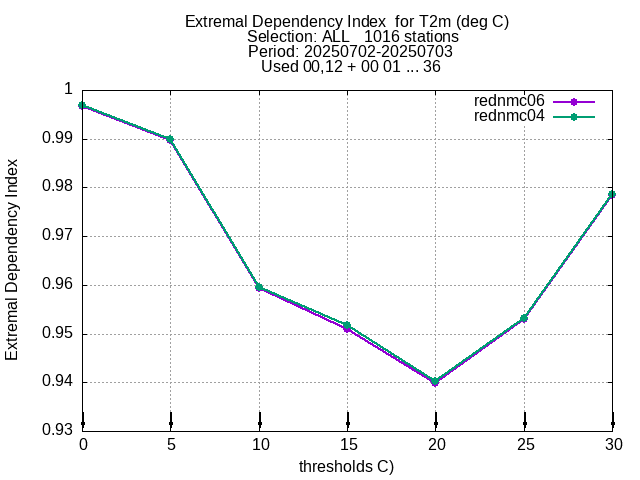 Extremal Dependency Index  for T2m (deg C)
Selection: ALL   1016 stations
Period: 20250702-20250703
Used 00,12 + 00 01 ... 36
rednmc06
rednmc04
Extremal Dependency Index
1
0.99
0.98
0.97
0.96
0.95
0.94
0.93
0 5 10 15 20 25 30
thresholds C)